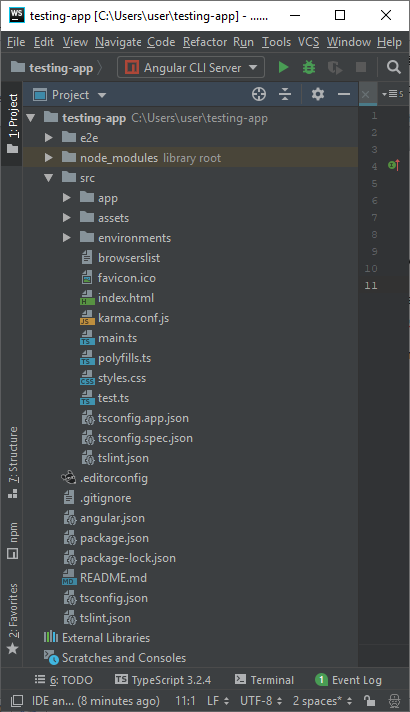 WS testing-app [C:\Users\user\testing-app] - ......
File Edit View Navigate Code Refactor Run Tools VCS Window Help
testing-app Angular CLI Server
1: Project
Project
testing-app C:\Users\user\testing-app
e2e
node_modules library root
src
app
assets
environments
browserslist
favicon.ico
index.html
karma.conf.js
main.ts
polyfills.ts
styles.css
test.ts
tsconfig.app.json
tsconfig.spec.json
tslint.json
.editorconfig
.gitignore
angular.json
package.json
package-lock.json
README.md
tsconfig.json
tslint.json
External Libraries
Scratches and Consoles
s
1
2
3
4
5
6
7
8
9
10
11
7: Structure
npm
2: Favorites
6: TODO TS TypeScript 3.2.4 Terminal 1 Event Log
IDE an... (8 minutes ago) 11:1 LF UTF-8 2 spaces*